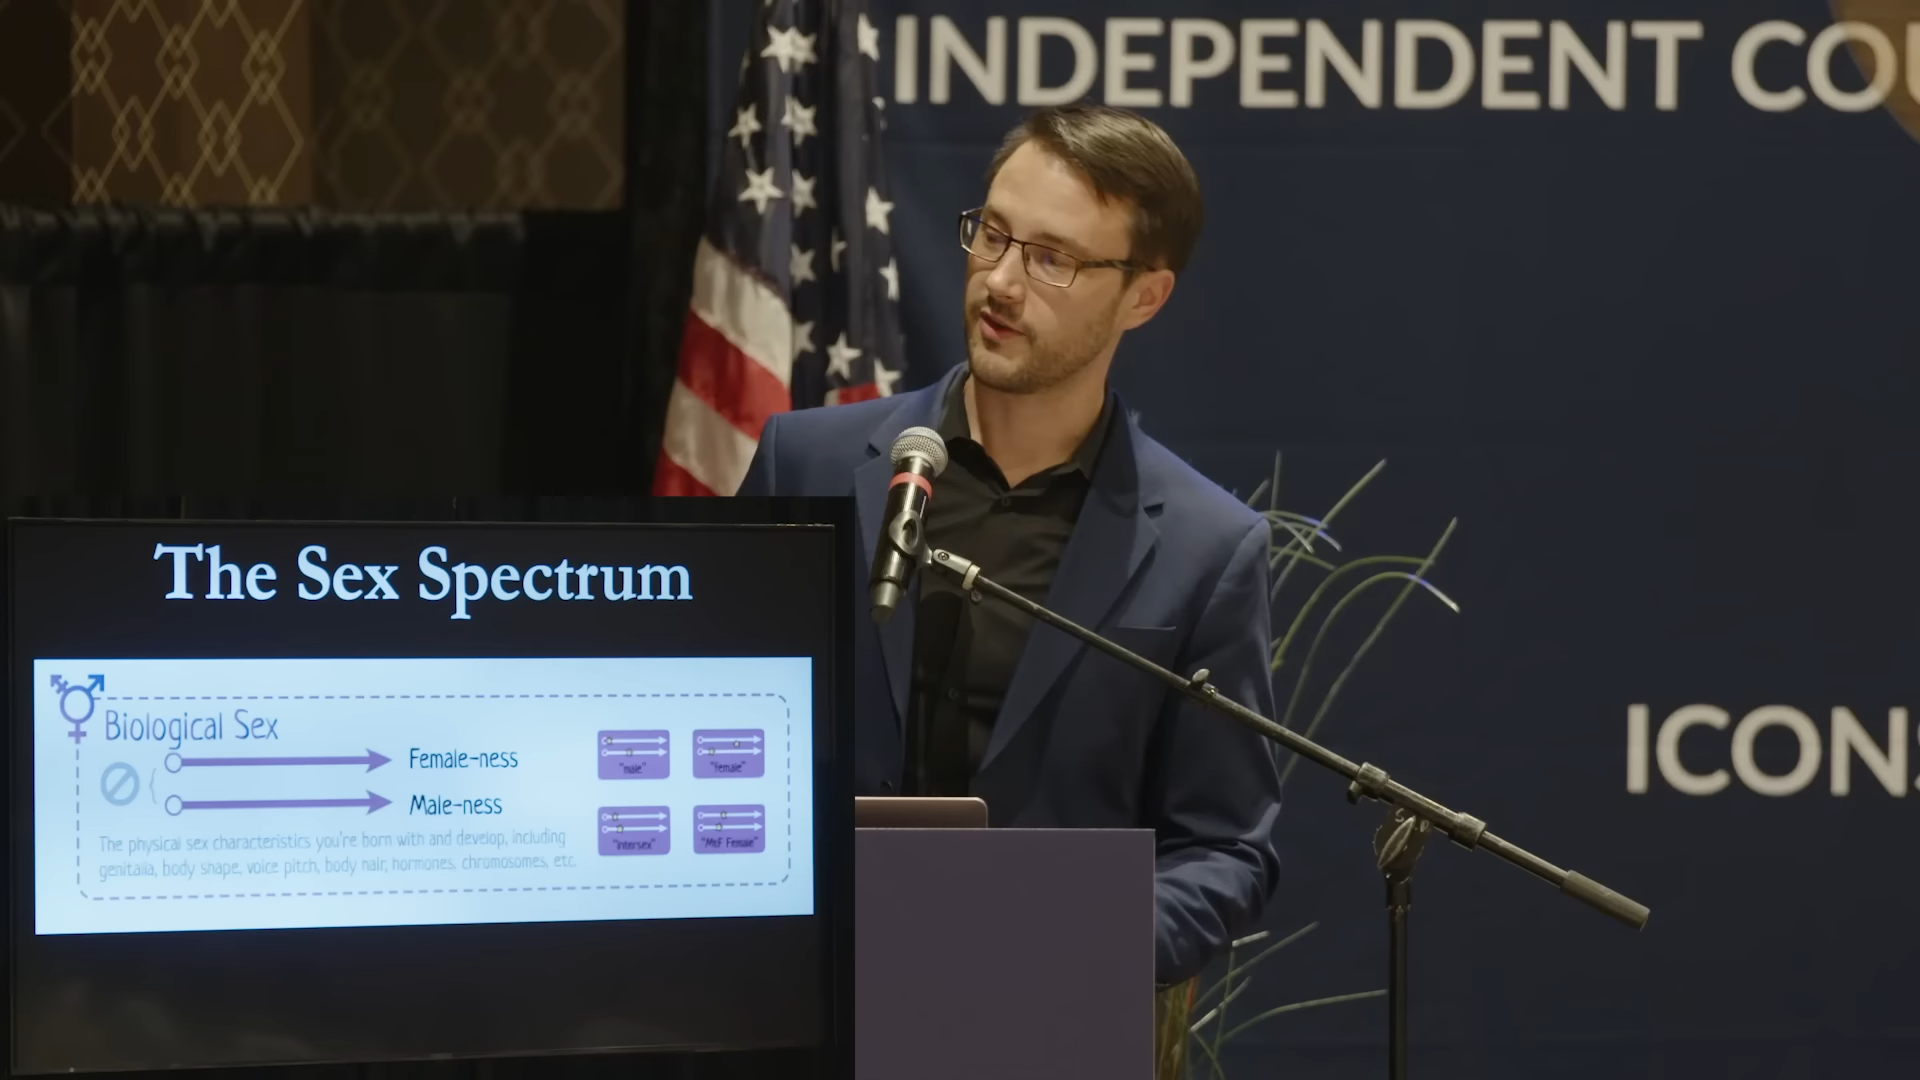 INDEPENDENT COU
ICONS
The Sex Spectrum
Biological Sex
Female-ness
Male-ness
The physical sex characteristics you're born with and develop, including
genitalia, body shape, voice pitch, body hair, hormones, chromosomes, etc.
"male"
"female"
"intersex"
"MtF Female"